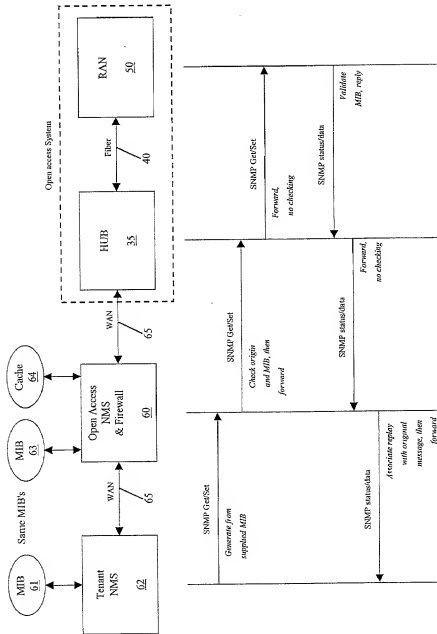 Open access System
RAN
50
Fiber
40
HUB
35
WAN
65
Cache
64
MIB
63
Open Access
NMS
& Firewall
60
Same MIB's
WAN
65
MIB
61
Tenant
NMS
62
SNMP Get/Set
Generate from
supplied MIB
SNMP Get/Set
Check origin
and MIB, then
forward
SNMP Get/Set
Forward,
no checking
SNMP status/data
Validate
MIB, reply
SNMP status/data
Forward,
no checking
SNMP status/data
Associate replay
with original
message, then
forward